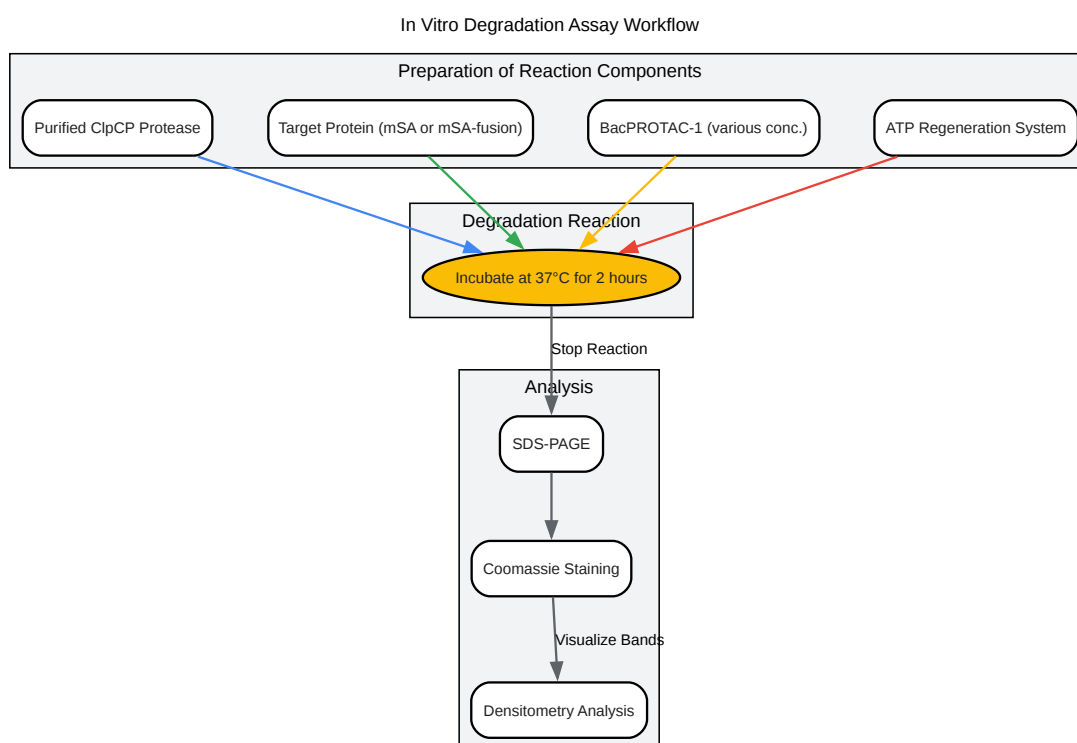 In Vitro Degradation Assay Workflow
Preparation of Reaction Components
Purified ClpCP Protease
Target Protein (mSA or mSA-fusion)
BacPROTAC-1 (various conc.)
ATP Regeneration System
Degradation Reaction
Incubate at 37°C for 2 hours
Stop Reaction
Analysis
SDS-PAGE
Coomassie Staining
Visualize Bands
Densitometry Analysis